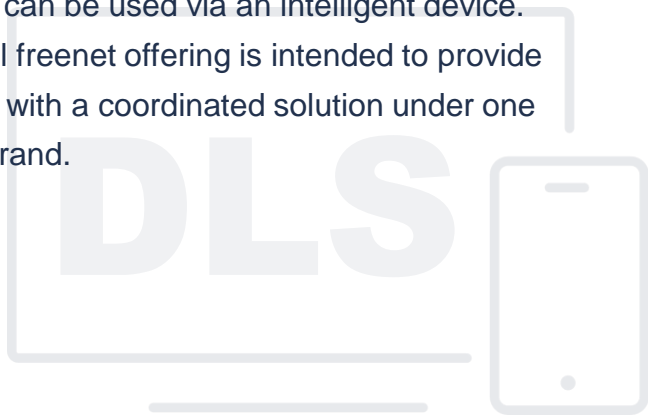 can be used via an intelligent device.
l freenet offering is intended to provide
with a coordinated solution under one
rand.
DLS